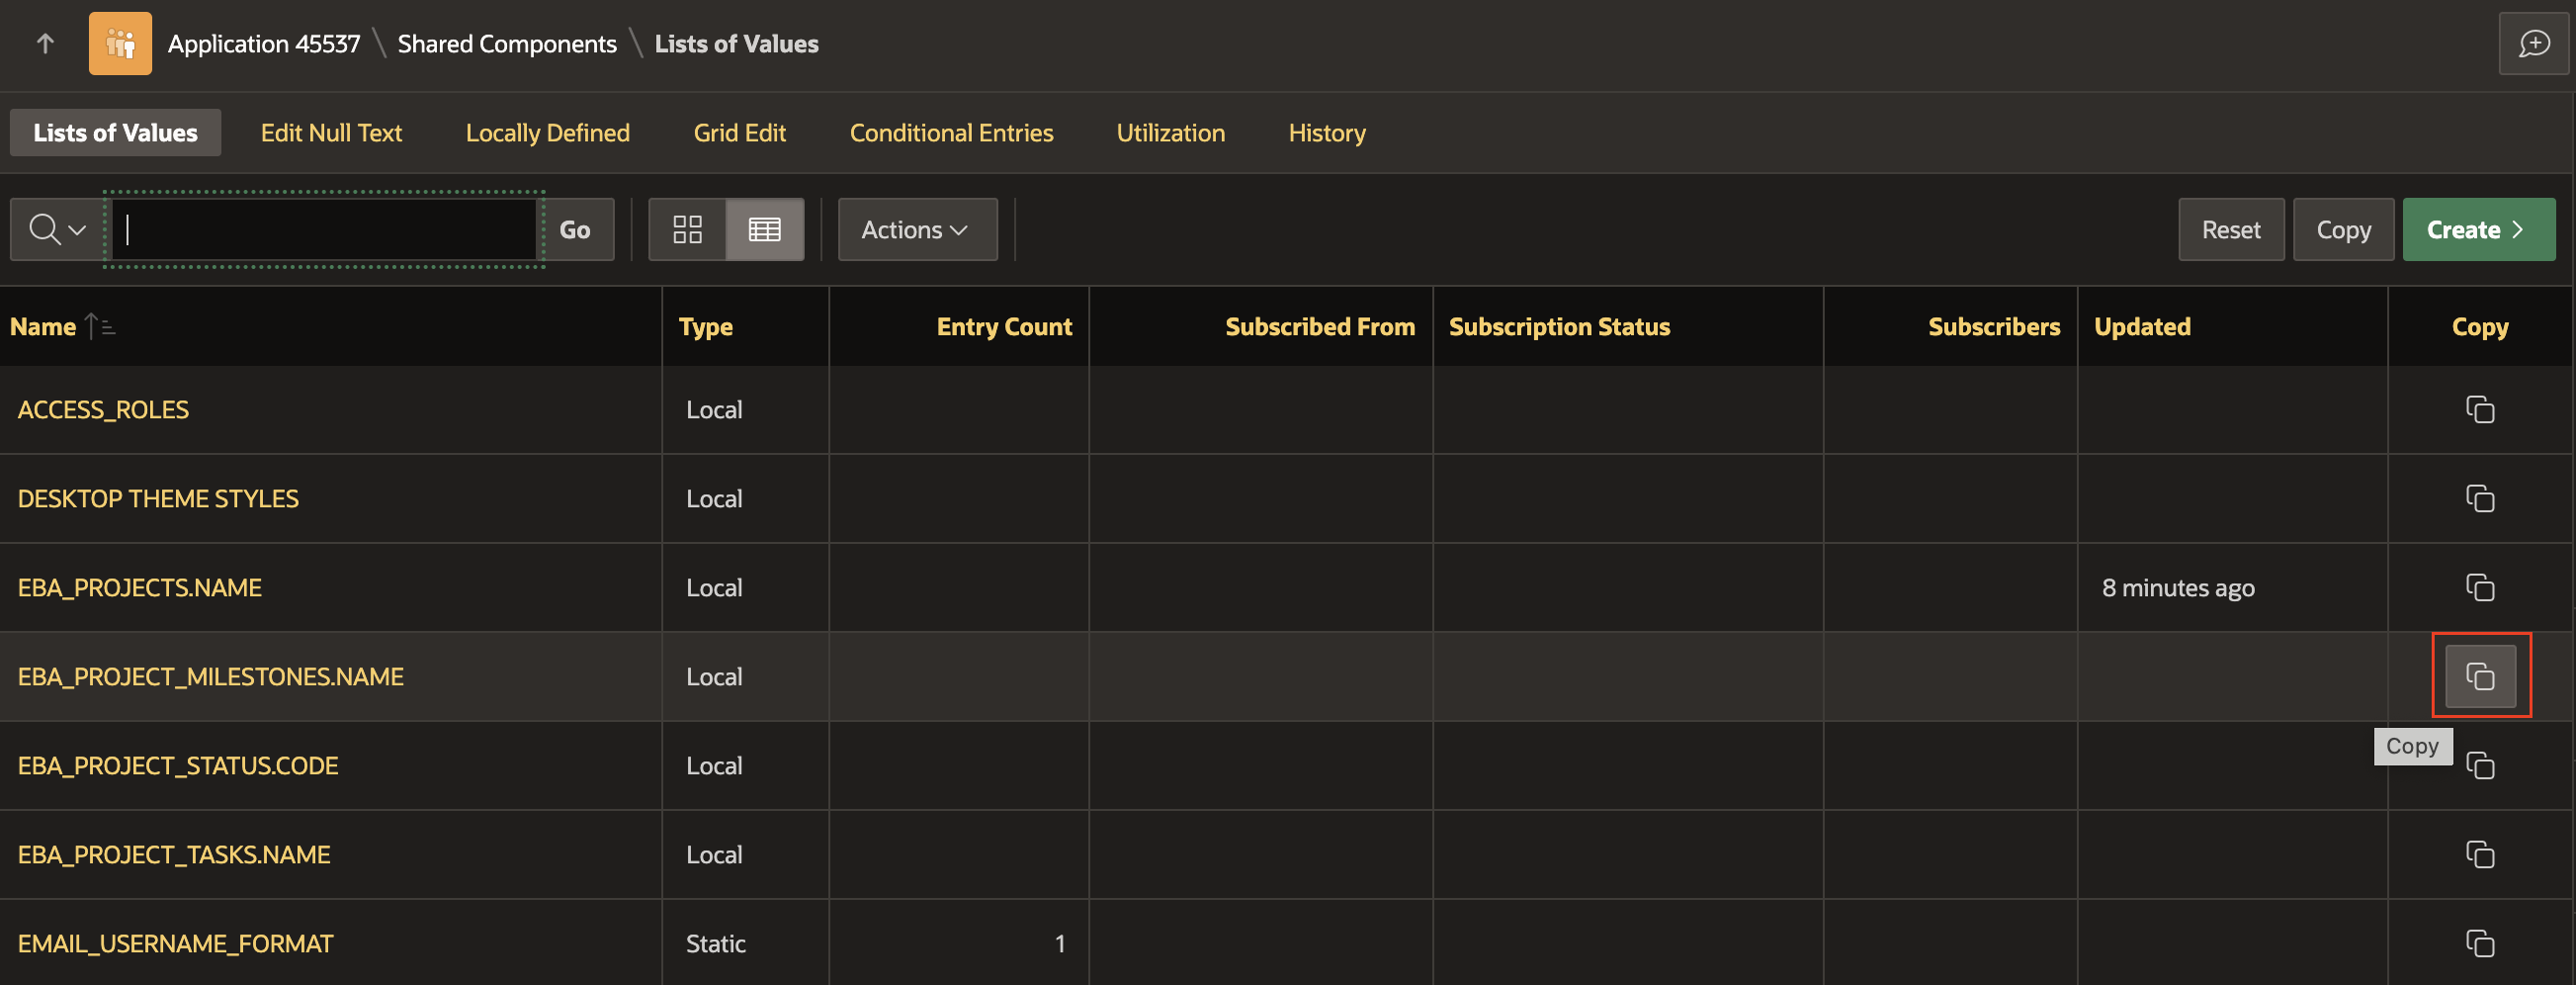 Application 45537 \ Shared Components \ Lists of Values
Lists of Values Edit Null Text Locally Defined Grid Edit Conditional Entries Utilization History
Go Actions Reset Copy Create
Name Type Entry Count Subscribed From Subscription Status Subscribers Updated Copy
ACCESS_ROLES Local
DESKTOP THEME STYLES Local
EBA_PROJECTS.NAME Local 8 minutes ago
EBA_PROJECT_MILESTONES.NAME Local
Copy
EBA_PROJECT_STATUS.CODE Local
EBA_PROJECT_TASKS.NAME Local
EMAIL_USERNAME_FORMAT Static 1